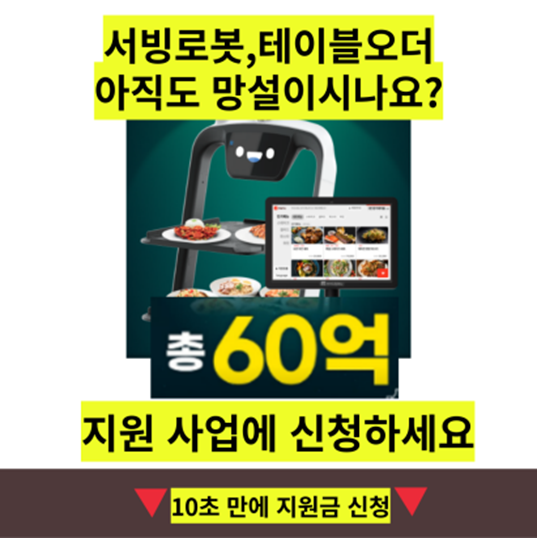 서빙로봇,테이블오더
아직도 망설이시나요?
총 60억
지원 사업에 신청하세요
10초 만에 지원금 신청